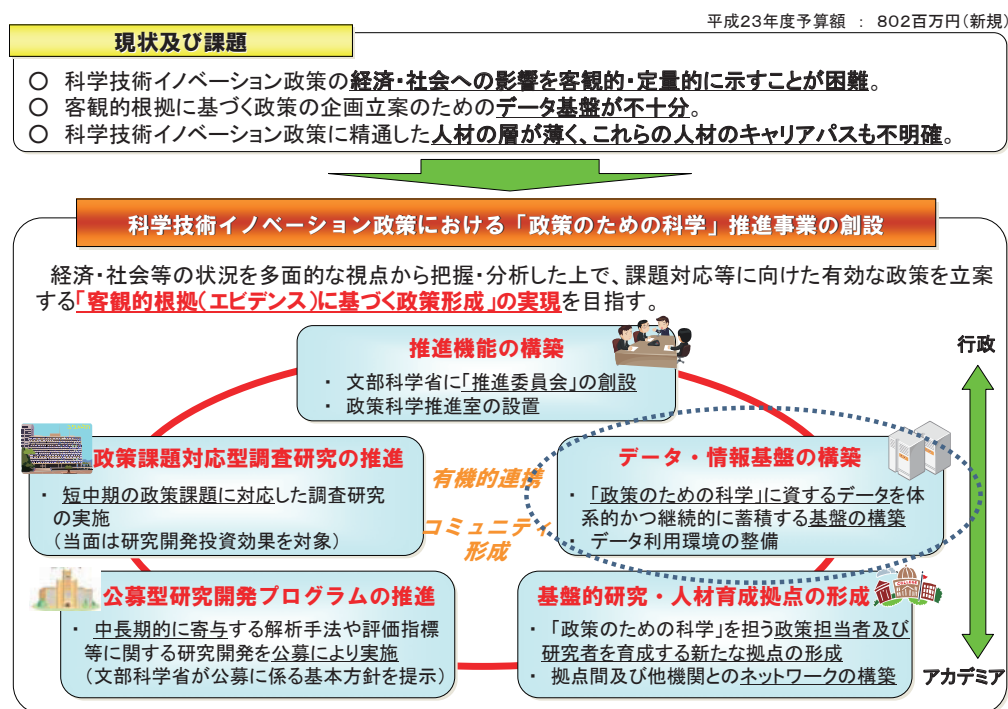 平成23年度予算額 : 802百万円(新規)
現状及び課題
○ 科学技術イノベーション政策の経済・社会への影響を客観的・定量的に示すことが困難。
○ 客観的根拠に基づく政策の企画立案のためのデータ基盤が不十分。
○ 科学技術イノベーション政策に精通した人材の層が薄く、これらの人材のキャリアパスも不明確。
科学技術イノベーション政策における「政策のための科学」推進事業の創設
経済・社会等の状況を多面的な視点から把握・分析した上で、課題対応等に向けた有効な政策を立案
する「客観的根拠(エビデンス)に基づく政策形成」の実現を目指す。
推進機能の構築
・ 文部科学省に「推進委員会」の創設
・ 政策科学推進室の設置
行政
政策課題対応型調査研究の推進
・ 短中期の政策課題に対応した調査研究
の実施
(当面は研究開発投資効果を対象)
有機的連携
コミュニティ
形成
データ・情報基盤の構築
・ 「政策のための科学」に資するデータを体
系的かつ継続的に蓄積する基盤の構築
・ データ利用環境の整備
公募型研究開発プログラムの推進
・ 中長期的に寄与する解析手法や評価指標
等に関する研究開発を公募により実施
(文部科学省が公募に係る基本方針を提示)
基盤的研究・人材育成拠点の形成
COLLEGE
・ 「政策のための科学」を担う政策担当者及び
研究者を育成する新たな拠点の形成
・ 拠点間及び他機関とのネットワークの構築
アカデミア